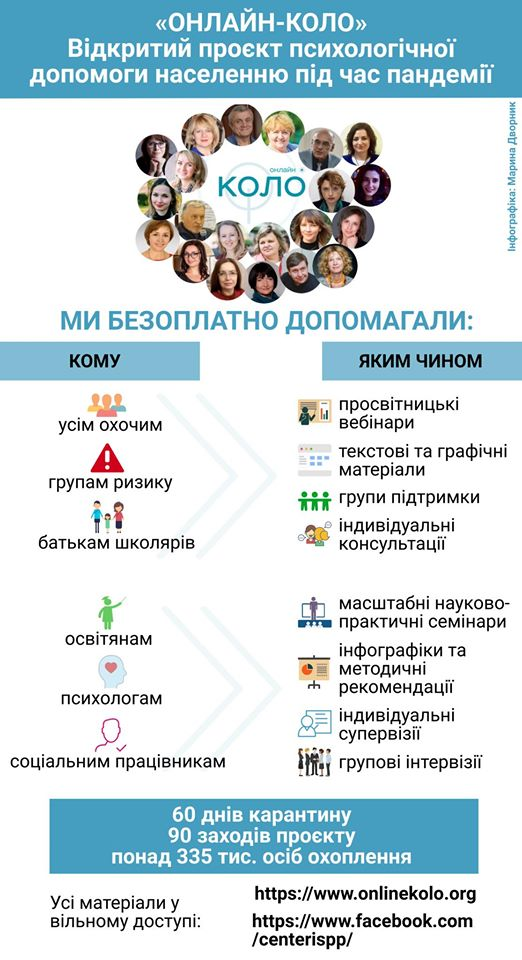 «ОНЛАЙН-КОЛО»
Відкритий проєкт психологічної
допомоги населенню під час пандемії
Інфографіка: Марина Дворник
онлайн
КОЛО
МИ БЕЗОПЛАТНО ДОПОМАГАЛИ:
КОМУ
усім охочим
групам ризику
батькам школярів
ЯКИМ ЧИНОМ
просвітницькі
вебінари
текстові та графічні
матеріали
групи підтримки
індивідуальні
консультації
освітянам
психологам
соціальним працівникам
масштабні науково-
практичні семінари
інфографіки та
методичні
рекомендації
індивідуальні
супервізії
групові інтервізії
60 днів карантину
90 заходів проєкту
понад 335 тис. осіб охоплення
Усі матеріали у
вільному доступі:
https://www.onlinekolo.org
https://www.facebook.com
/centerispp/